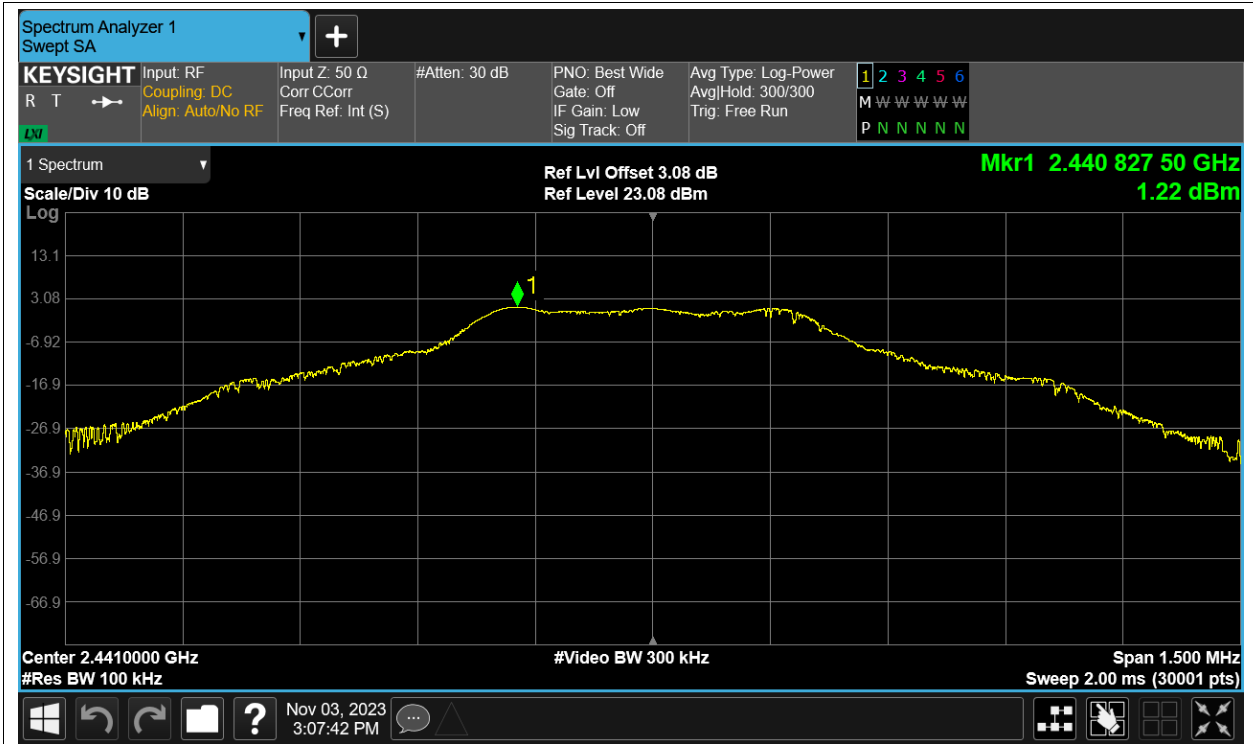 Spectrum Analyzer 1
Swept SA
KEYSIGHT
R T
LXI
Input: RF
Coupling: DC
Align: Auto/No RF
Input Z: 50 Ω
Corr CCorr
Freq Ref: Int (S)
#Atten: 30 dB
PNO: Best Wide
Gate: Off
IF Gain: Low
Sig Track: Off
Avg Type: Log-Power
Avg|Hold: 300/300
Trig: Free Run
1 2 3 4 5 6
M W W W W W
P N N N N N
1 Spectrum
Scale/Div 10 dB
Log
Ref Lvl Offset 3.08 dB
Ref Level 23.08 dBm
Mkr1 2.440 827 50 GHz
1.22 dBm
13.1
3.08
-6.92
-16.9
-26.9
-36.9
-46.9
-56.9
-66.9
1
Center 2.4410000 GHz
#Res BW 100 kHz
#Video BW 300 kHz
Span 1.500 MHz
Sweep 2.00 ms (30001 pts)
?
Nov 03, 2023
3:07:42 PM